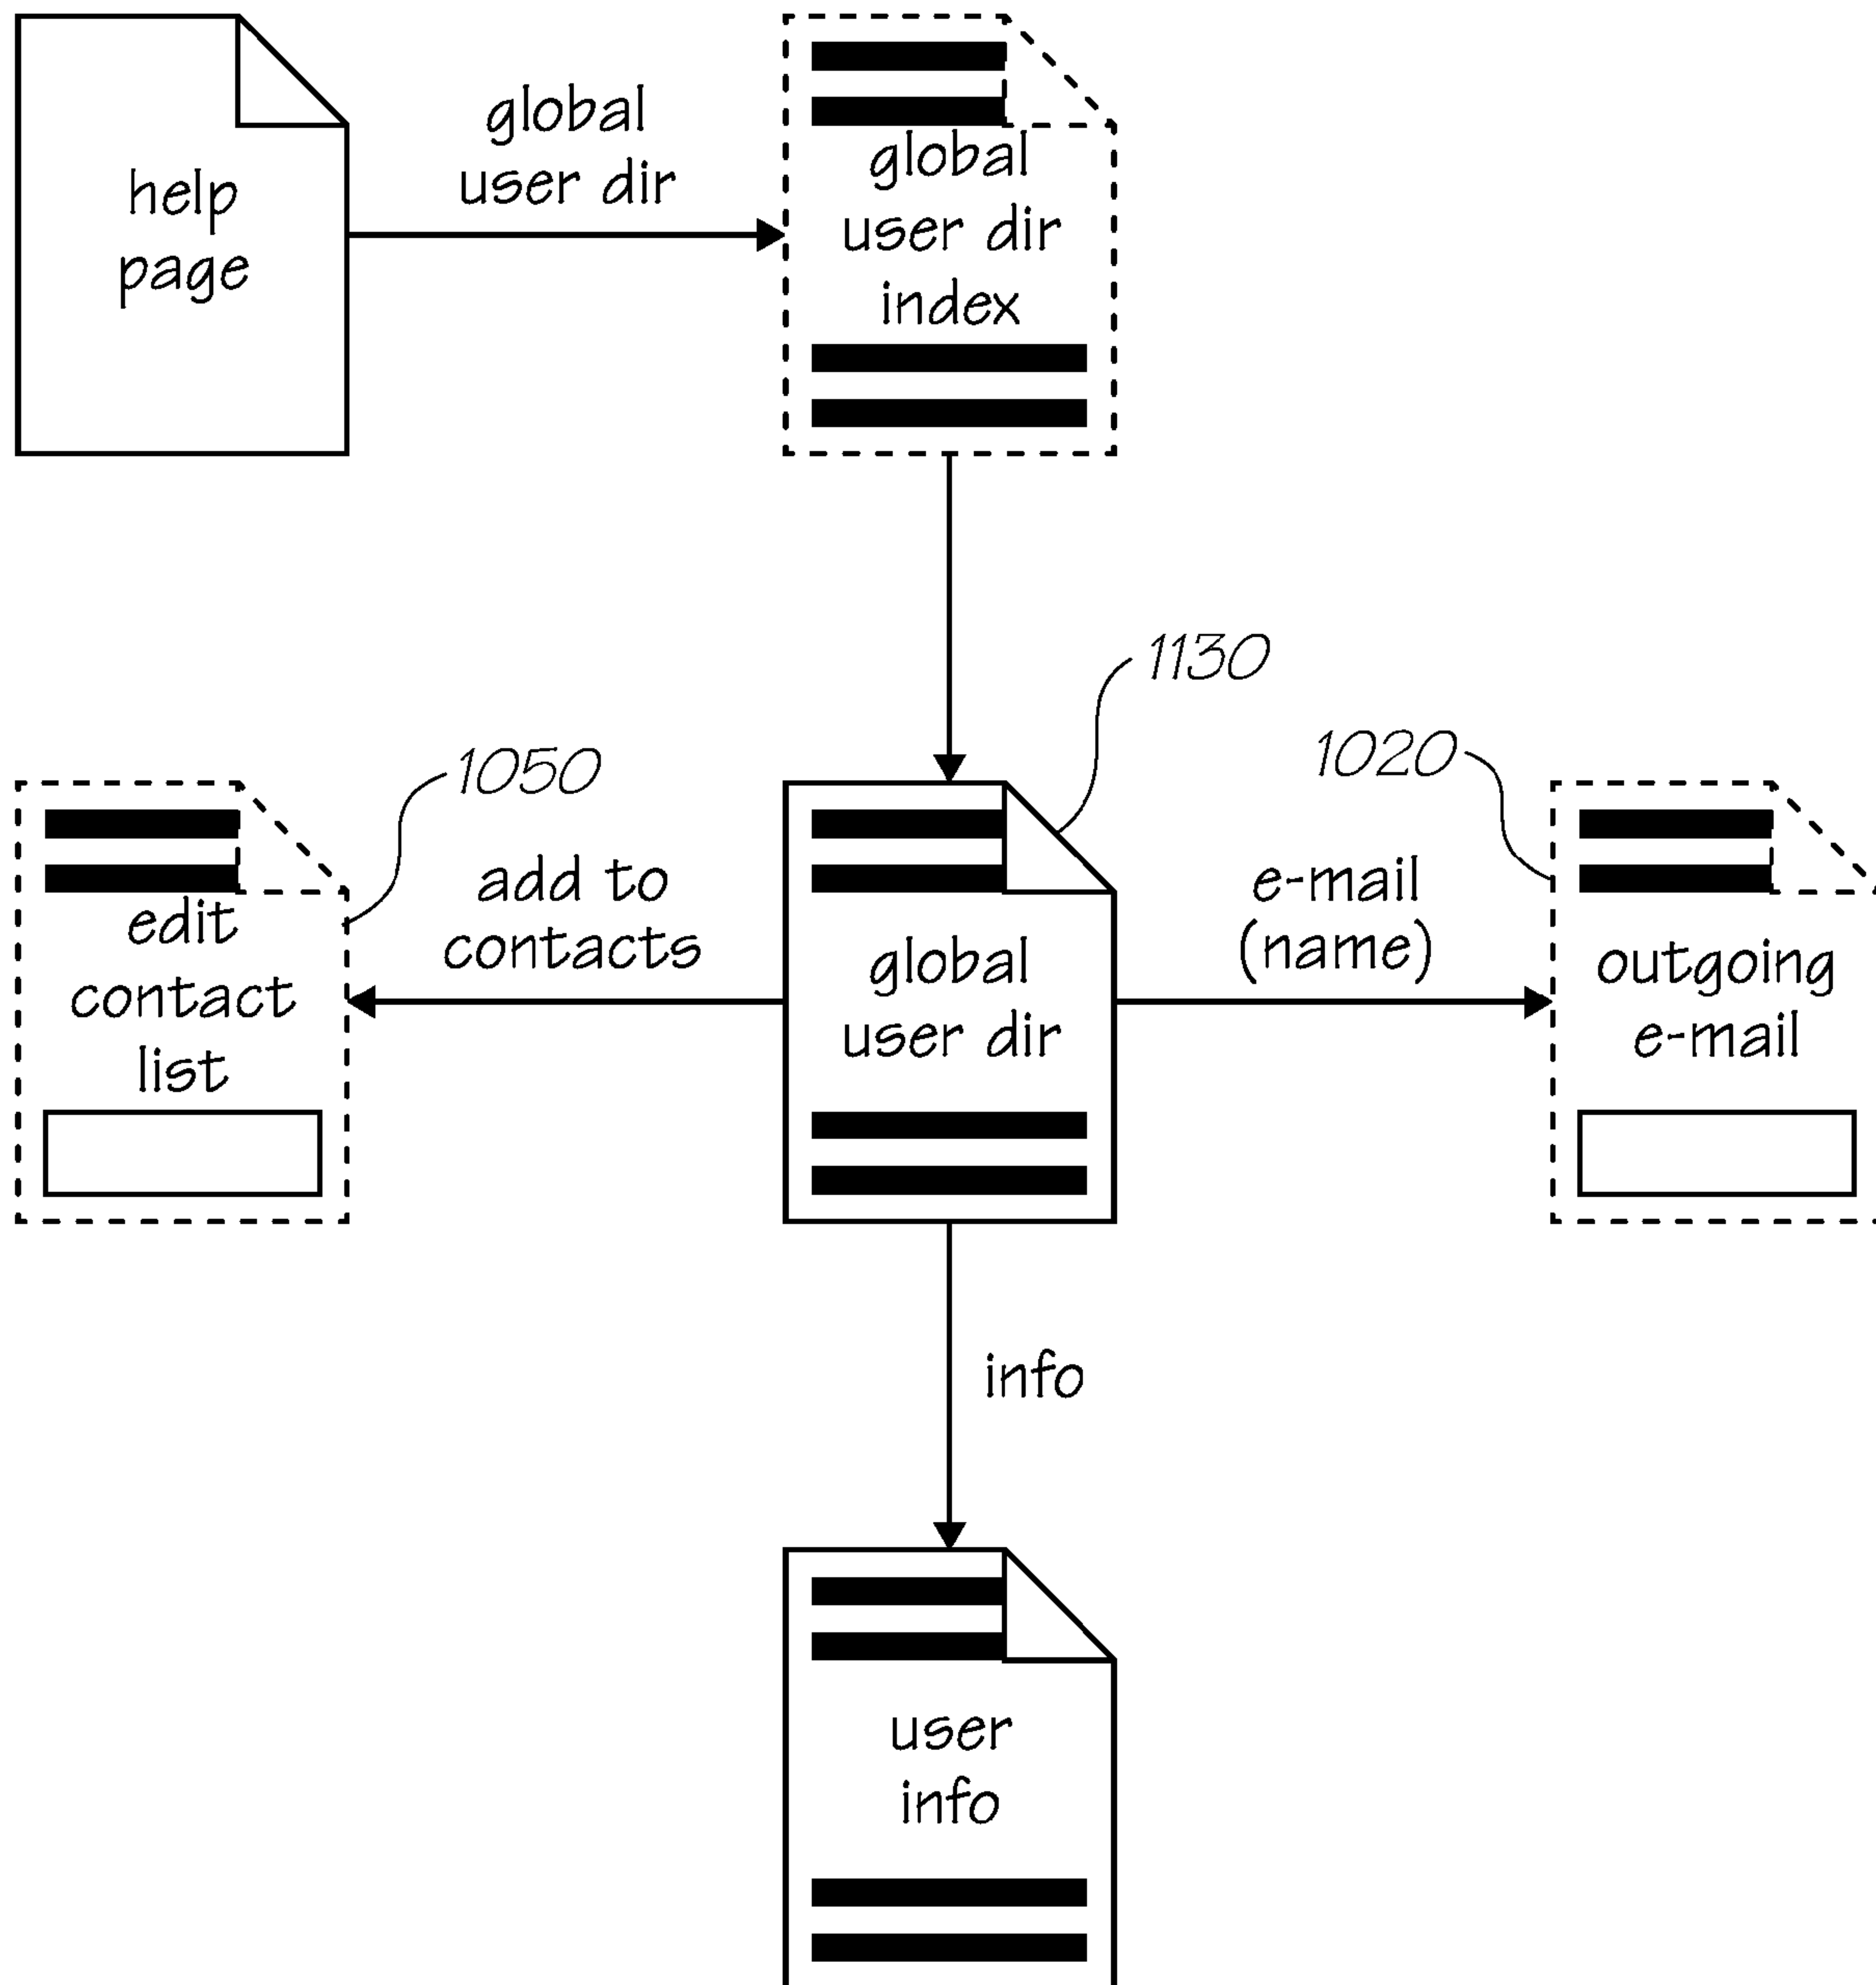 help
page
global
user dir
global
user dir
index
1130
1050
1020
edit
contact
list
add to
contacts
global
user dir
e-mail
(name)
outgoing
e-mail
info
user
info